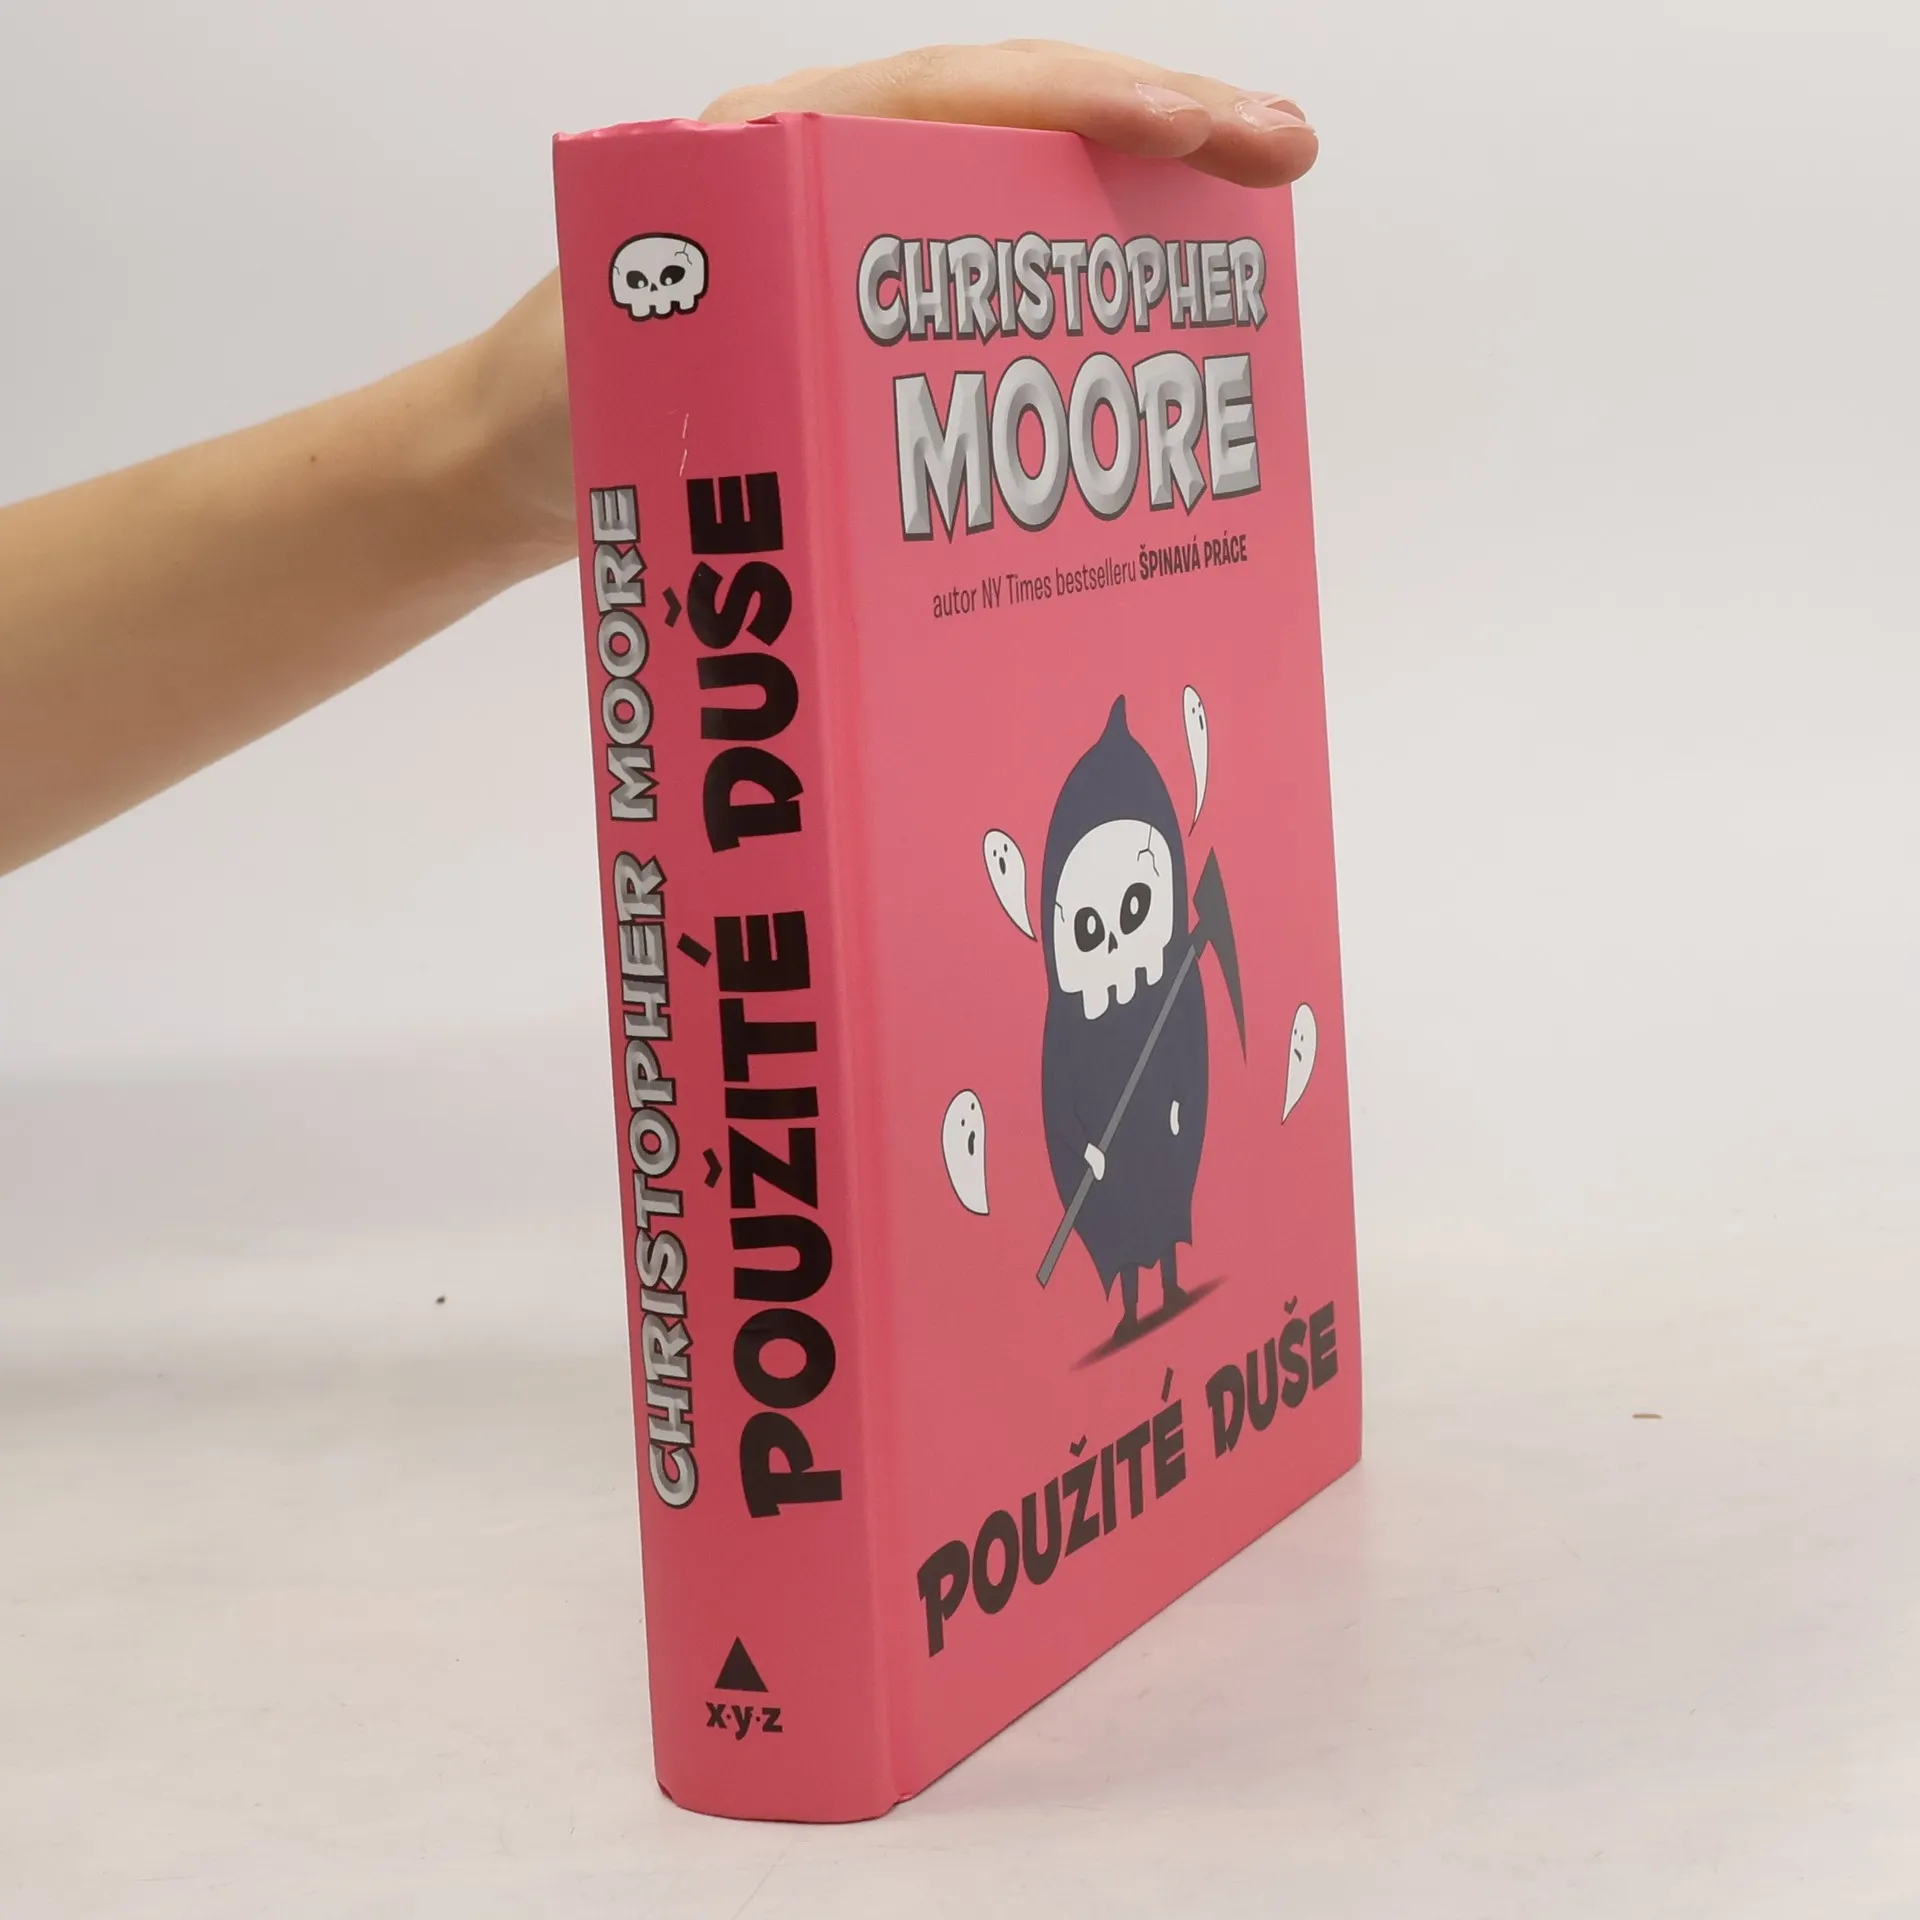 CHRISTOPHER MOORE
POUŽITÉ DUŠE
x·y·z
CHRISTOPHER
MOORE
autor NY Times bestselleru ŠPINAVÁ PRÁCE
POUŽITÉ DUŠE